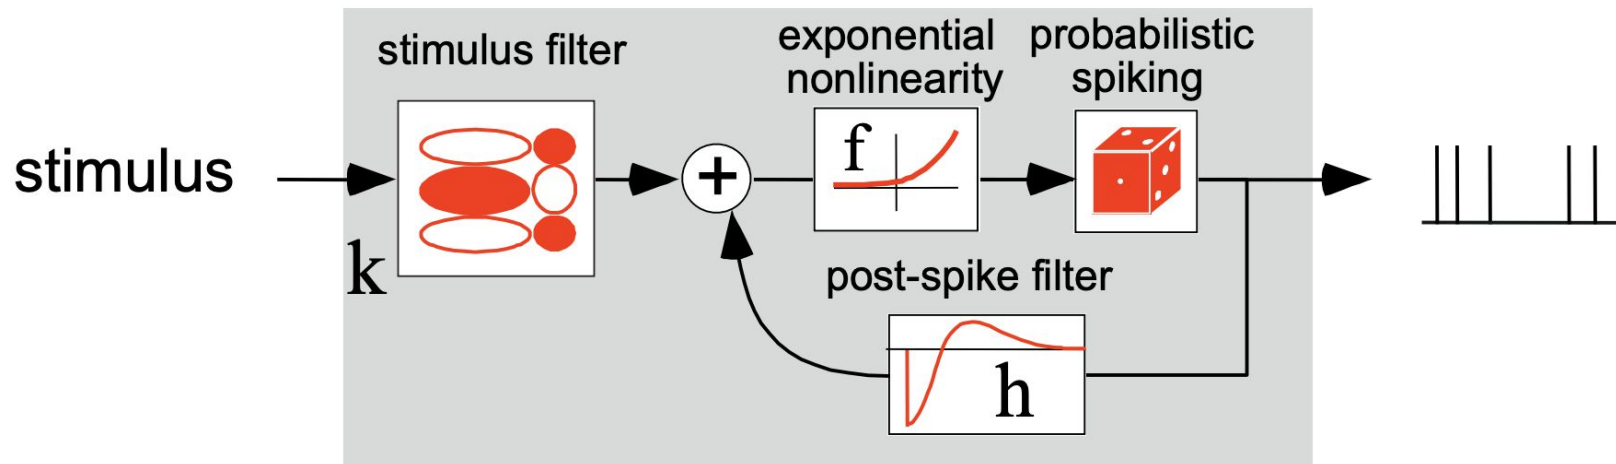 stimulus
stimulus filter
k
+
exponential
nonlinearity
f
probabilistic
spiking
post-spike filter
h